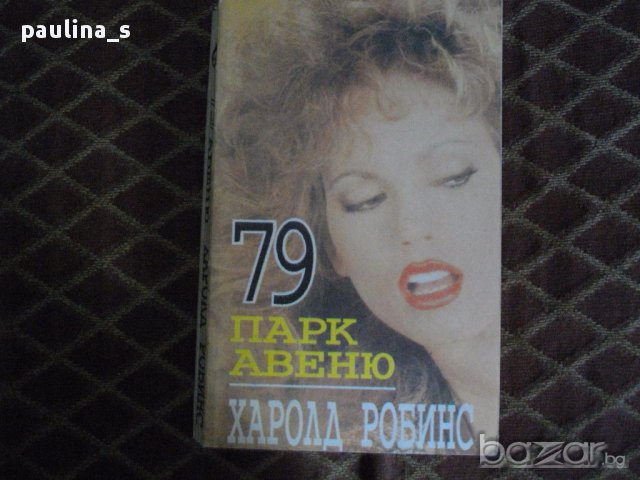 paulina_s
79
ПАРК
АВЕНЮ
ХАРОЛД РОБИНС
bazar.bg